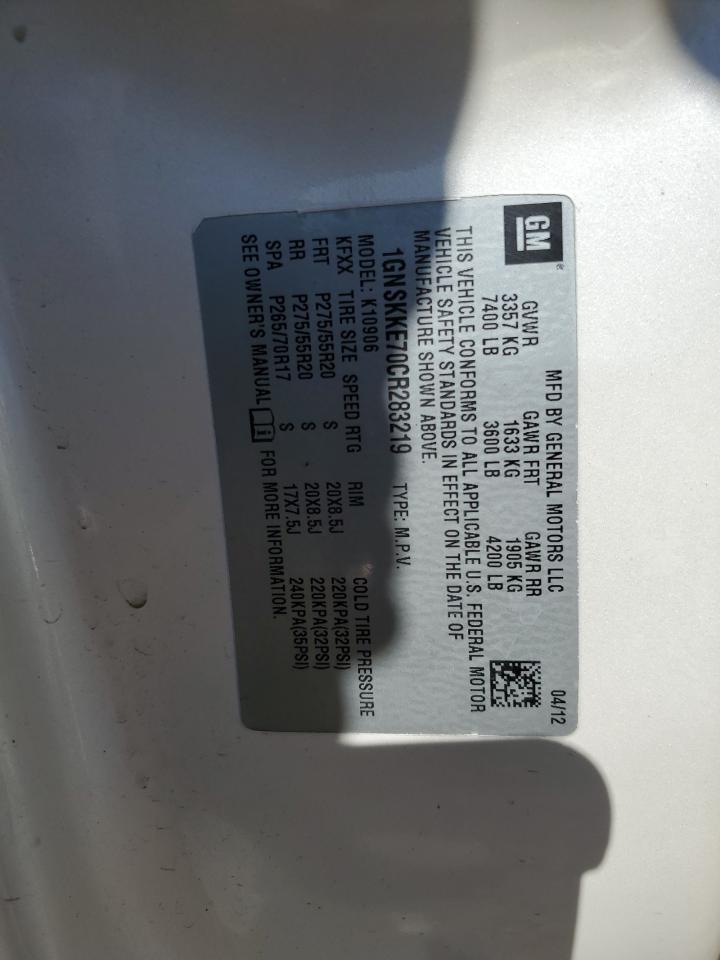 GM®
MFD BY GENERAL MOTORS LLC 04/12
GVWR GAWR FRT GAWR RR
3357 KG 1633 KG 1905 KG
7400 LB 3600 LB 4200 LB
THIS VEHICLE CONFORMS TO ALL APPLICABLE U.S. FEDERAL MOTOR
VEHICLE SAFETY STANDARDS IN EFFECT ON THE DATE OF
MANUFACTURE SHOWN ABOVE.
1GNSKKE70CR283219 TYPE: M.P.V.
MODEL: K10906
KFXX TIRE SIZE SPEED RTG RIM COLD TIRE PRESSURE
FRT P275/55R20 S 20X8.5J 220KPA(32PSI)
RR P275/55R20 S 20X8.5J 220KPA(32PSI)
SPA P265/70R17 S 17X7.5J 240KPA(35PSI)
SEE OWNER'S MANUAL FOR MORE INFORMATION.